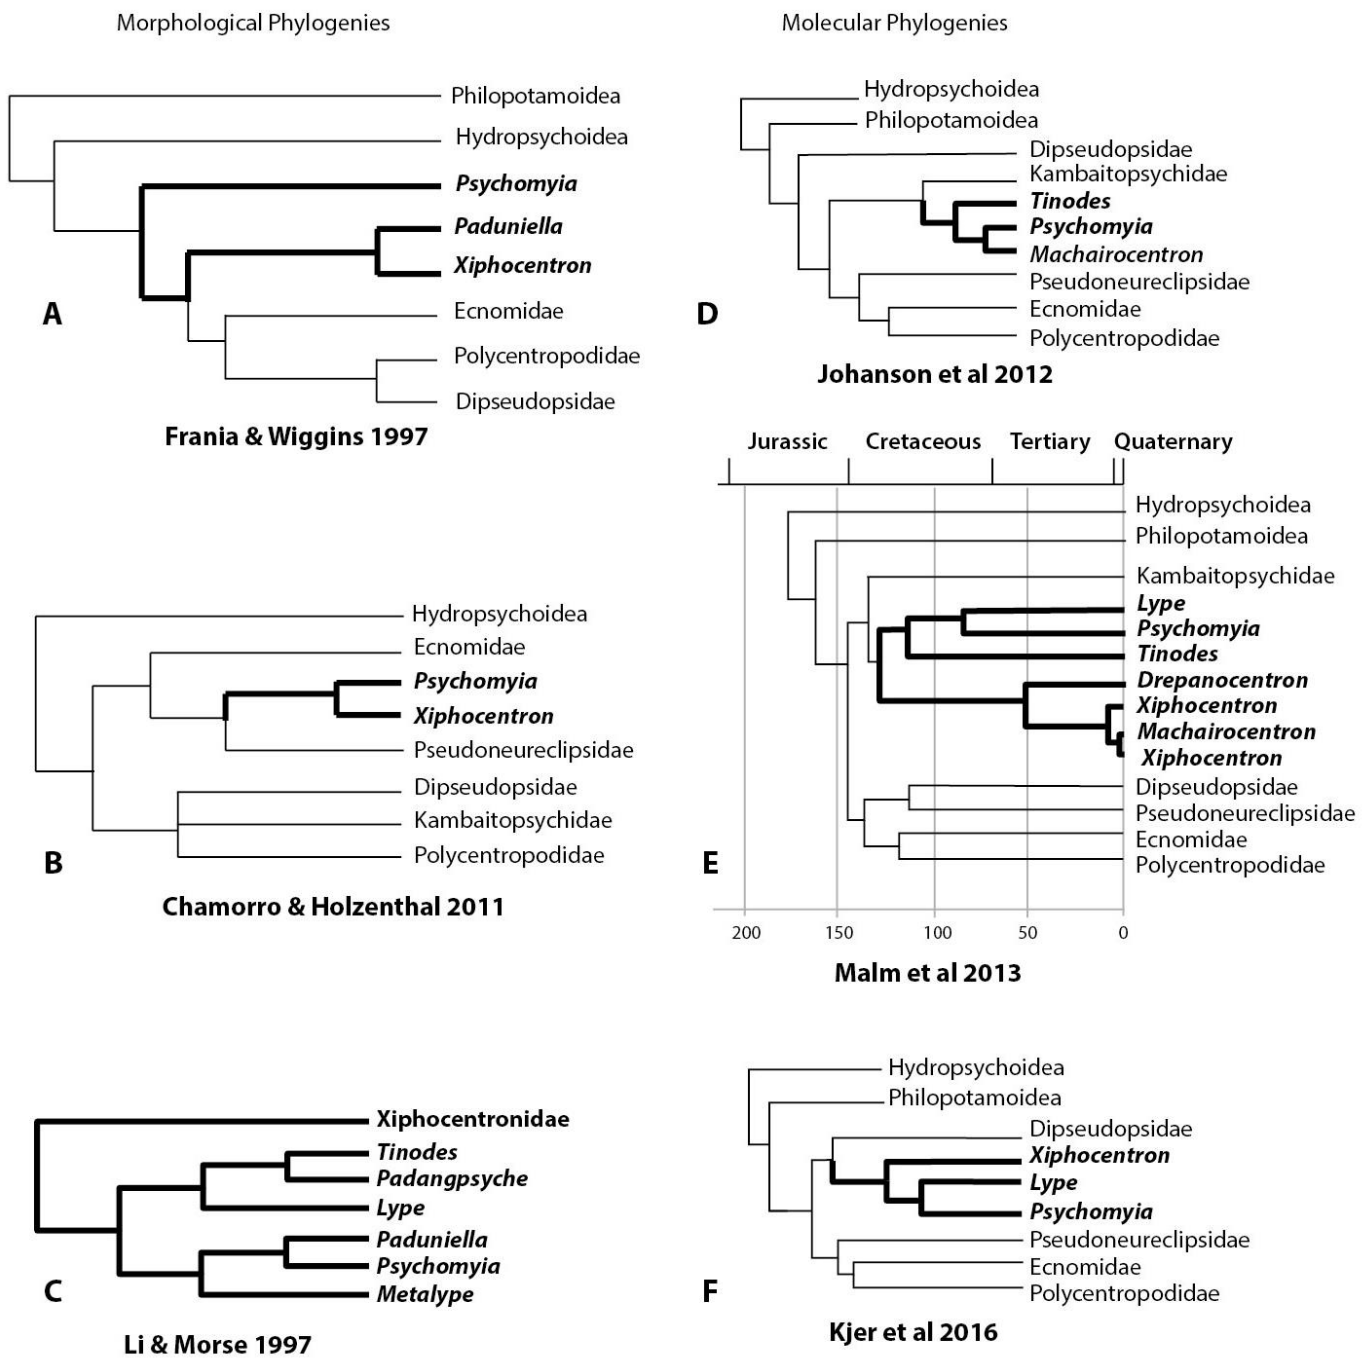 Morphological Phylogenies
Philopotamoidea
Hydropsychoidea
Psychomyia
Paduniella
Xiphocentron
Ecnomidae
Polycentropodidae
Dipseudopsidae
A
Frania & Wiggins 1997
Hydropsychoidea
Ecnomidae
Psychomyia
Xiphocentron
Pseudoneureclipsidae
Dipseudopsidae
Kambaitopsychidae
Polycentropodidae
B
Chamorro & Holzenthal 2011
Xiphocentronidae
Tinodes
Padangpsyche
Lype
Paduniella
Psychomyia
Metalype
C
Li & Morse 1997
Molecular Phylogenies
Hydropsychoidea
Philopotamoidea
Dipseudopsidae
Kambaitopsychidae
Tinodes
Psychomyia
Machairocentron
Pseudoneureclipsidae
Ecnomidae
Polycentropodidae
D
Johanson et al 2012
Jurassic Cretaceous Tertiary Quaternary
Hydropsychoidea
Philopotamoidea
Kambaitopsychidae
Lype
Psychomyia
Tinodes
Drepanocentron
Xiphocentron
Machairocentron
Xiphocentron
Dipseudopsidae
Pseudoneureclipsidae
Ecnomidae
Polycentropodidae
E
200 150 100 50 0
Malm et al 2013
Hydropsychoidea
Philopotamoidea
Dipseudopsidae
Xiphocentron
Lype
Psychomyia
Pseudoneureclipsidae
Ecnomidae
Polycentropodidae
F
Kjer et al 2016